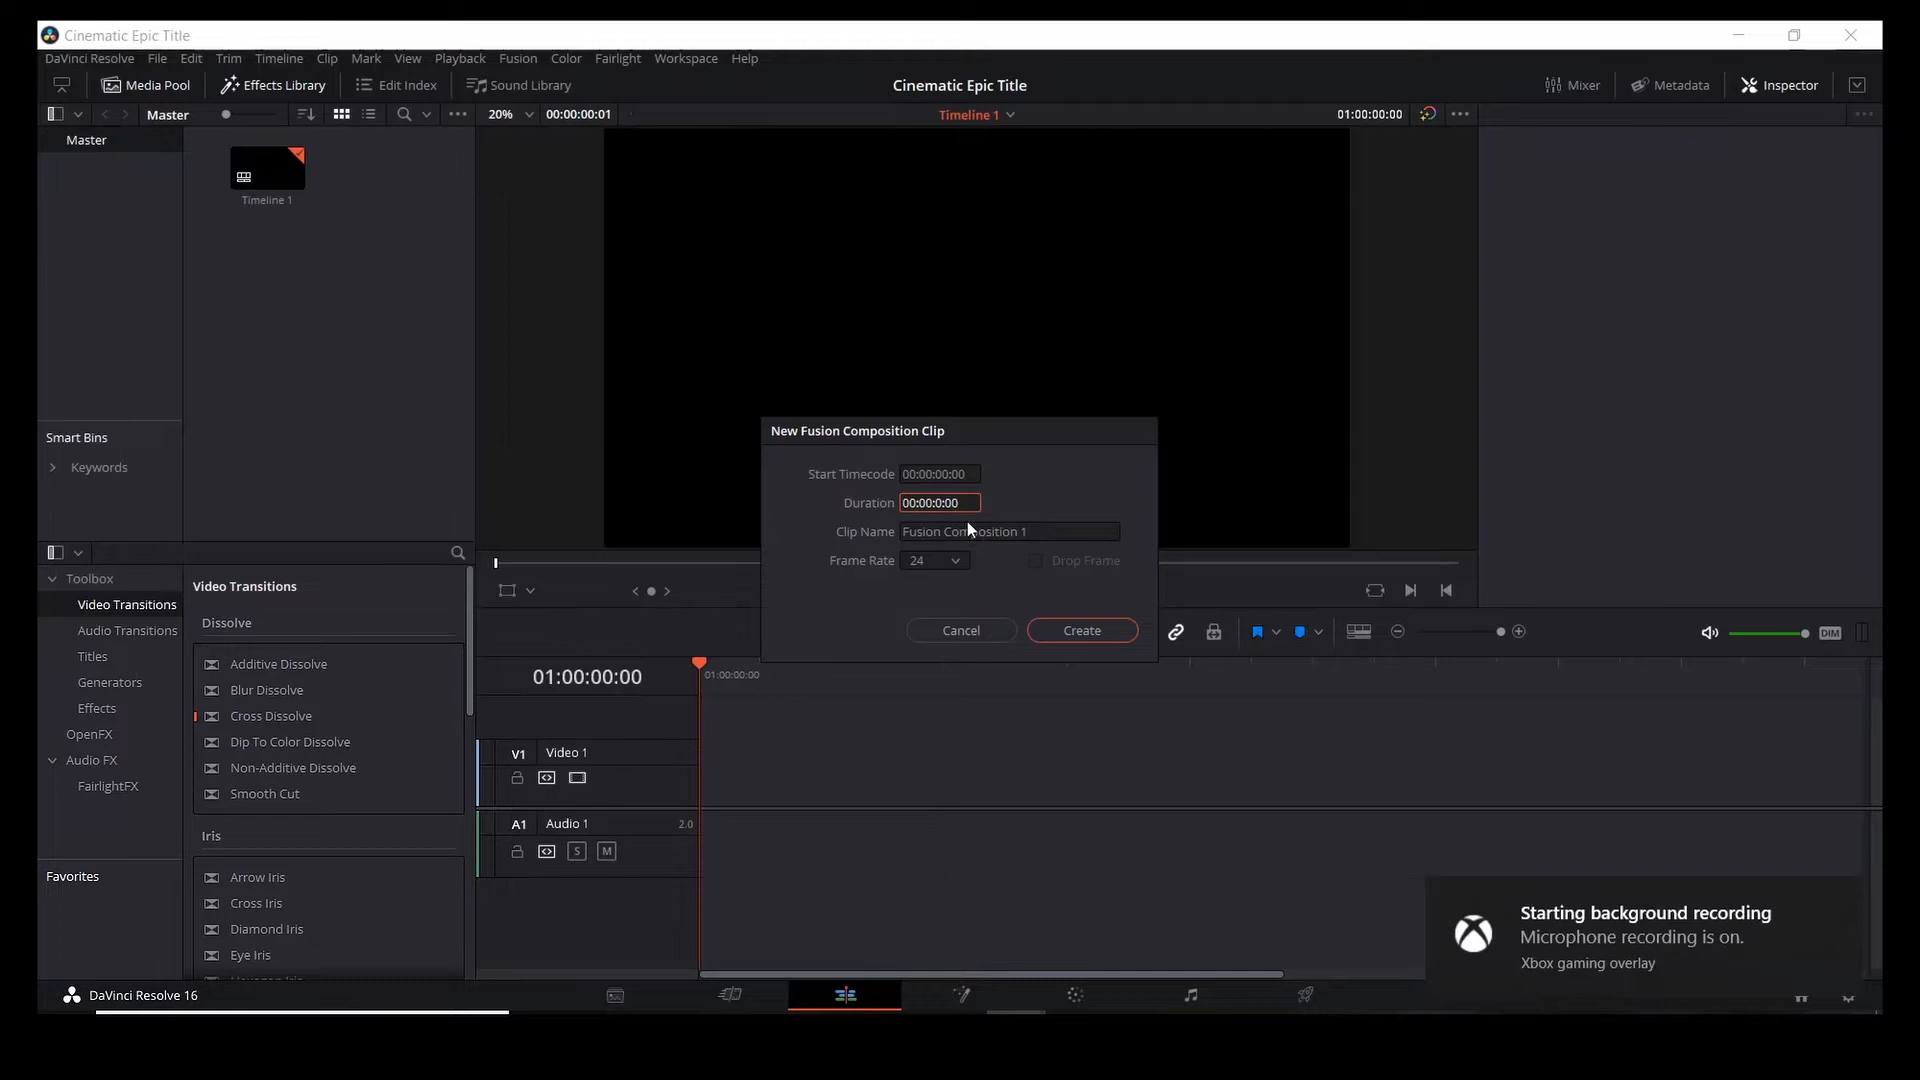 Cinematic Epic Title
DaVinci Resolve File Edit Trim Timeline Clip Mark View Playback Fusion Color Fairlight Workspace Help
Media Pool Effects Library Edit Index Sound Library Cinematic Epic Title Mixer Metadata Inspector
Master 20% 00:00:00:01 Timeline 1 01:00:00:00
Master
Timeline 1
New Fusion Composition Clip
Start Timecode 00:00:00:00
Duration 00:00:0:00
Clip Name Fusion Composition 1
Frame Rate 24 Drop Frame
Cancel Create
Smart Bins
Keywords
Toolbox
Video Transitions
Audio Transitions
Titles
Generators
Effects
OpenFX
Audio FX
FairlightFX
Favorites
Video Transitions
Dissolve
Additive Dissolve
Blur Dissolve
Cross Dissolve
Dip To Color Dissolve
Non-Additive Dissolve
Smooth Cut
Iris
Arrow Iris
Cross Iris
Diamond Iris
Eye Iris
DIM
01:00:00:00 01:00:00:00
V1 Video 1
A1 Audio 1 2.0
S M
Starting background recording
Microphone recording is on.
Xbox gaming overlay
DaVinci Resolve 16